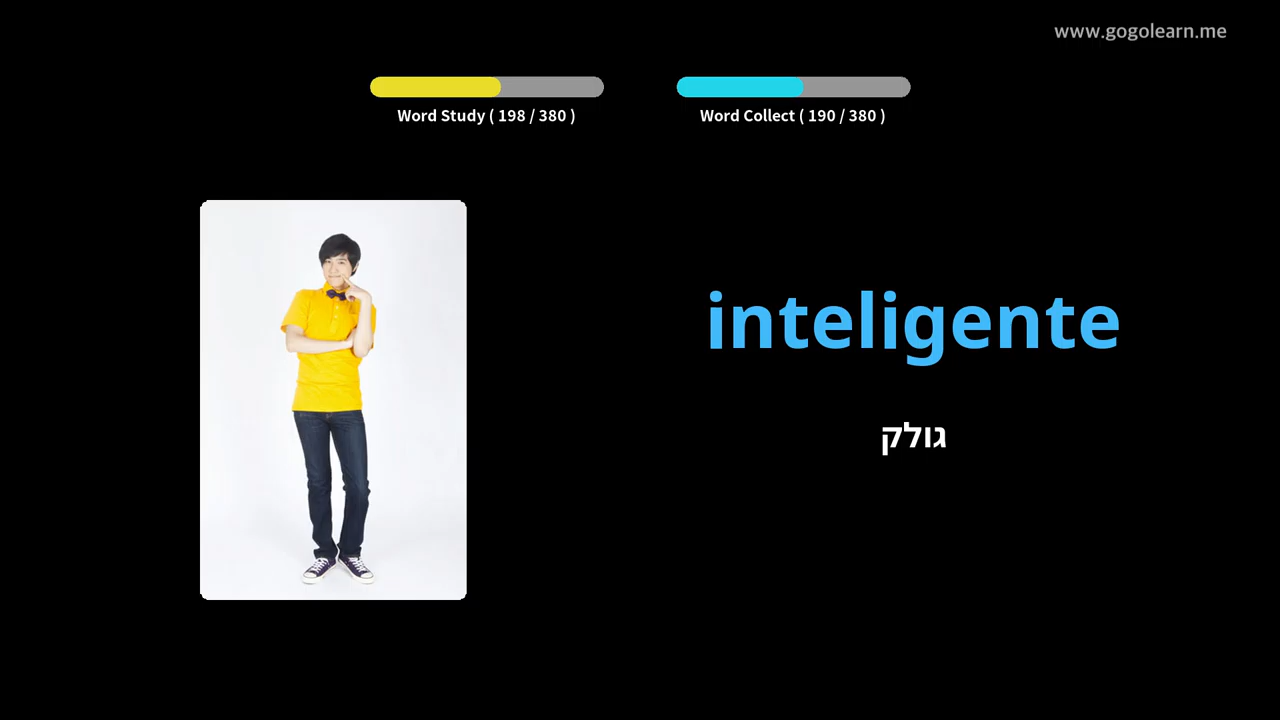 www.gogolearn.me
Word Study ( 198 / 380 )
Word Collect ( 190 / 380 )
inteligente
גולק